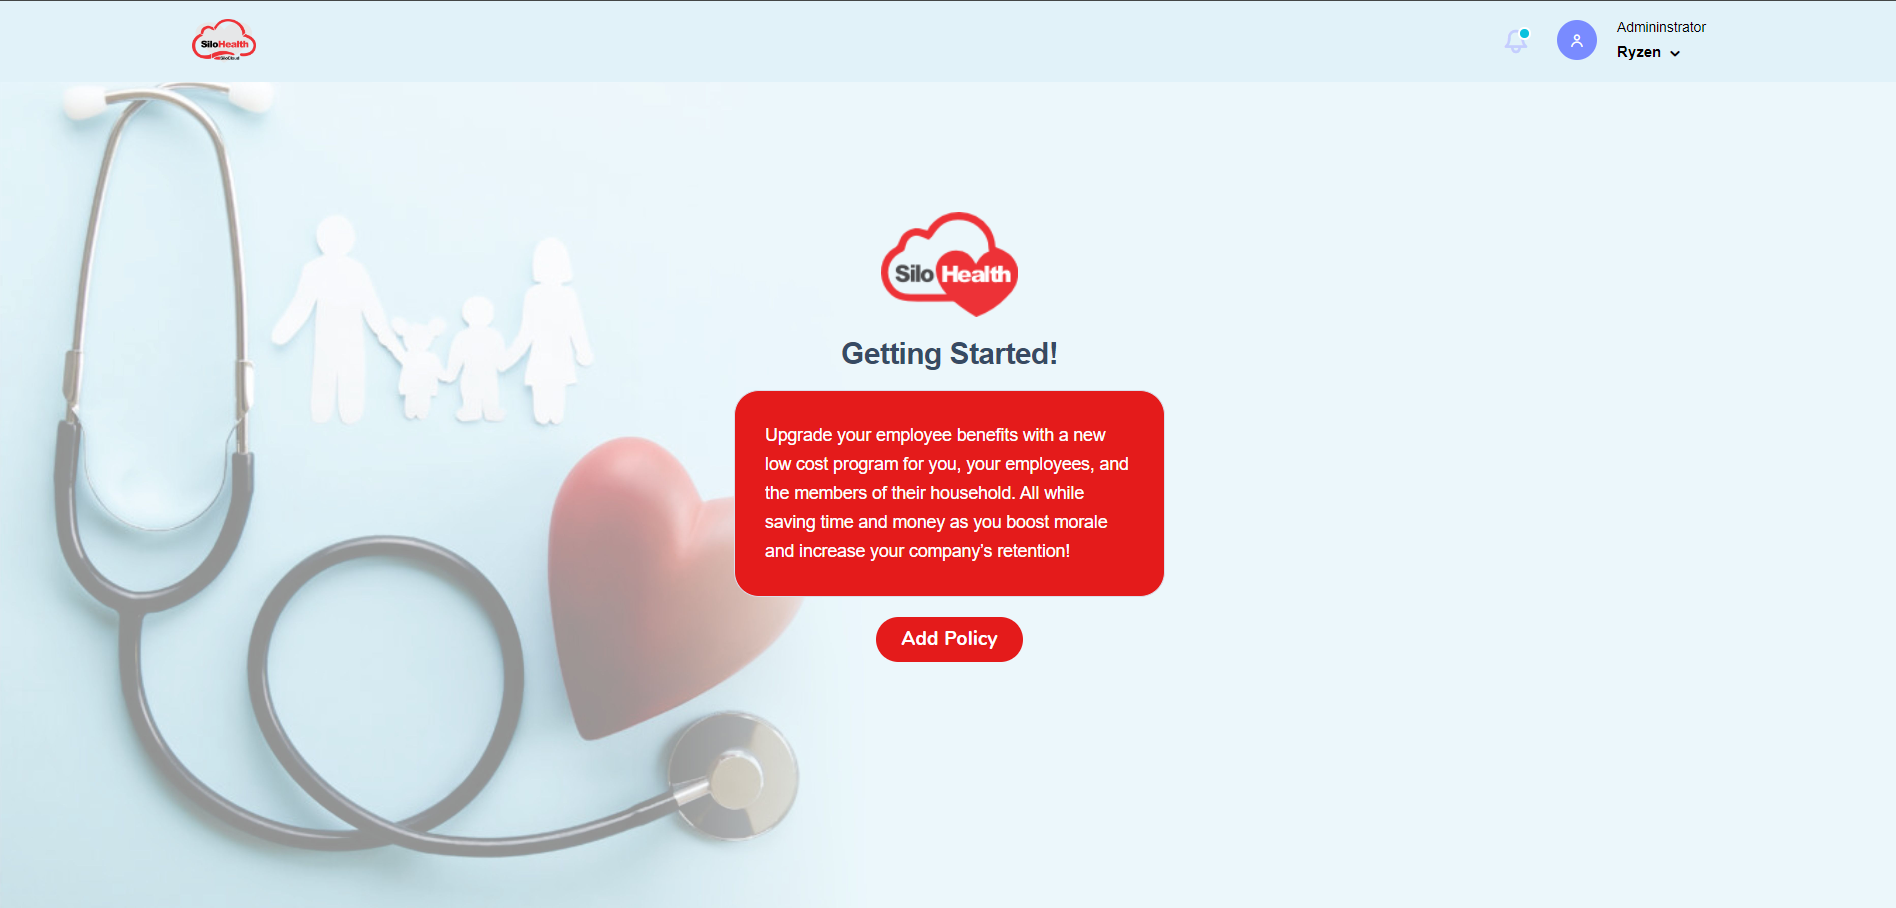 SiloHealth
Admininstrator
Ryzen
Silo Health
Getting Started!
Upgrade your employee benefits with a new
low cost program for you, your employees, and
the members of their household. All while
saving time and money as you boost morale
and increase your company’s retention!
Add Policy